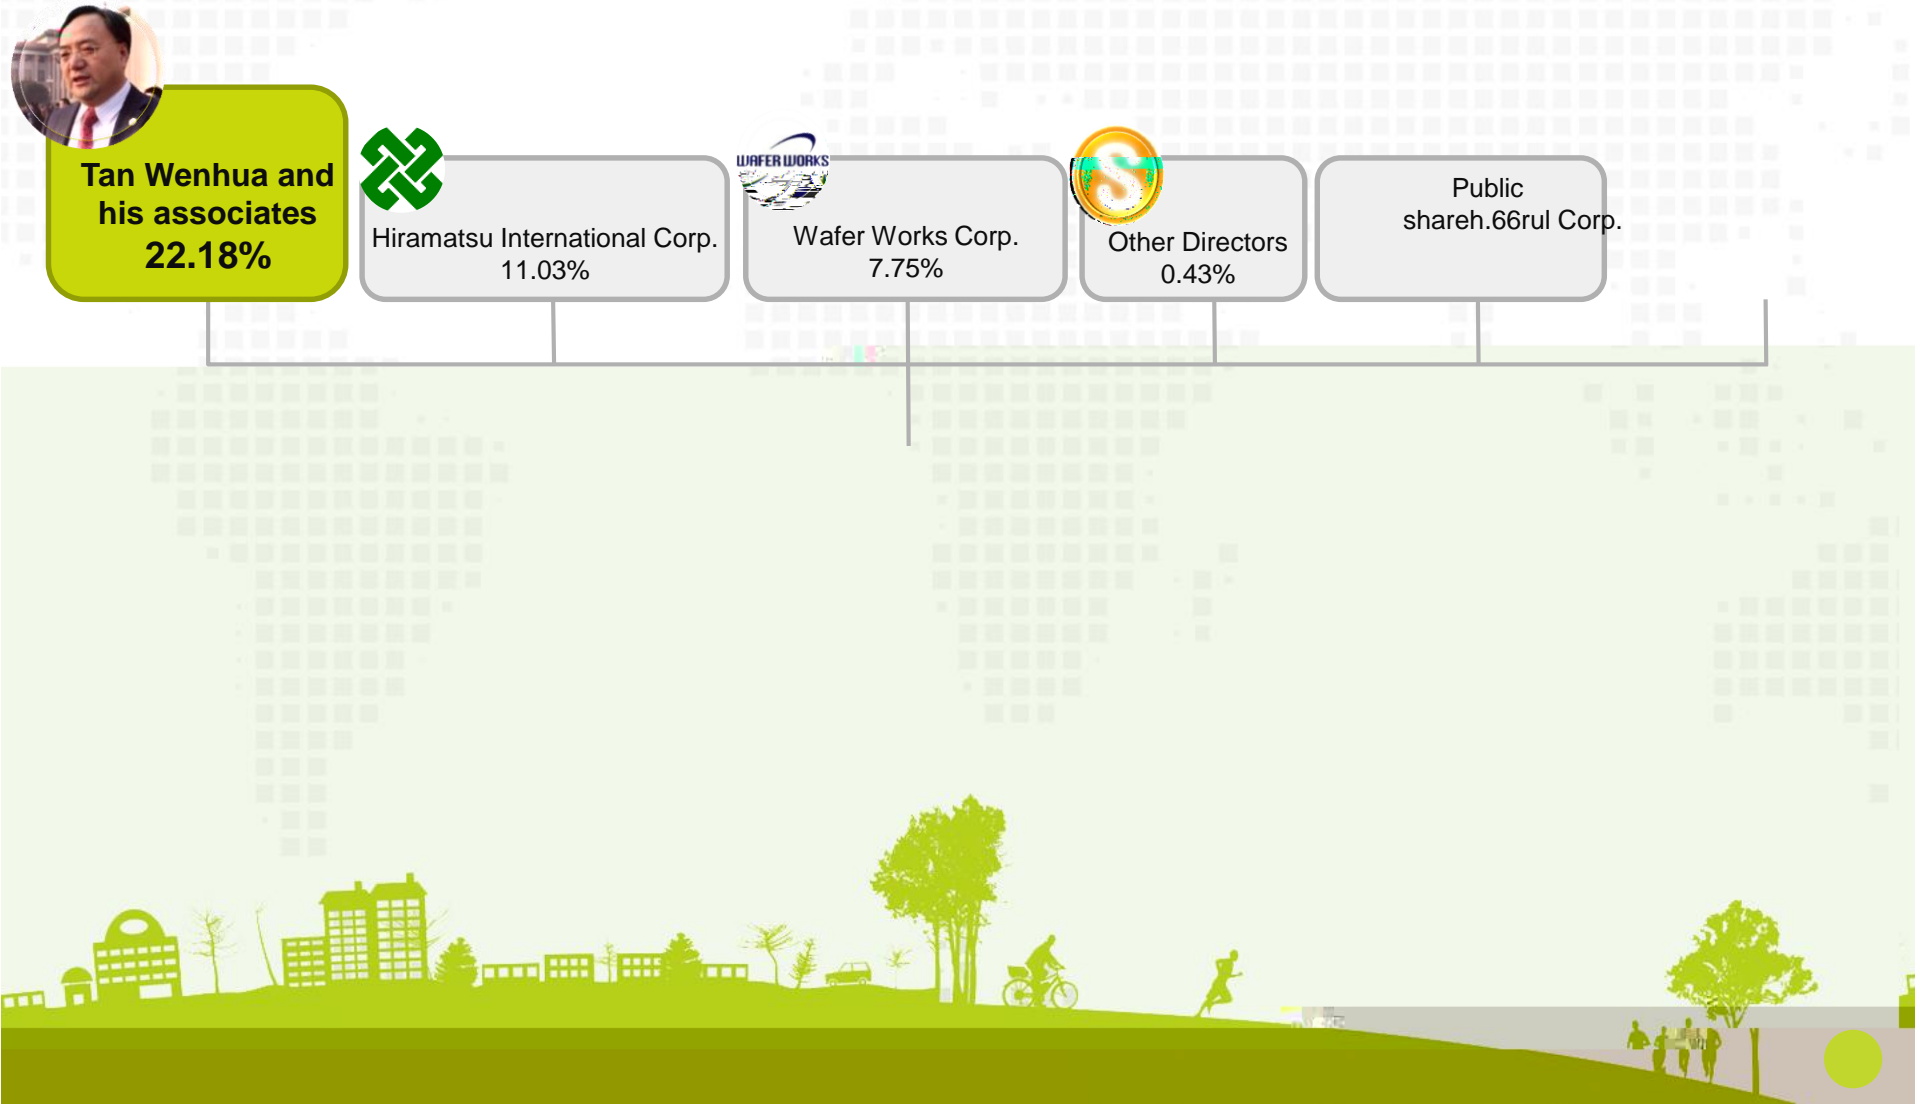 Tan Wenhua and
his associates
22.18%
Hiramatsu International Corp.
11.03%
WAFER WORKS
Wafer Works Corp.
7.75%
S
Other Directors
0.43%
Public
shareh.66rul Corp.